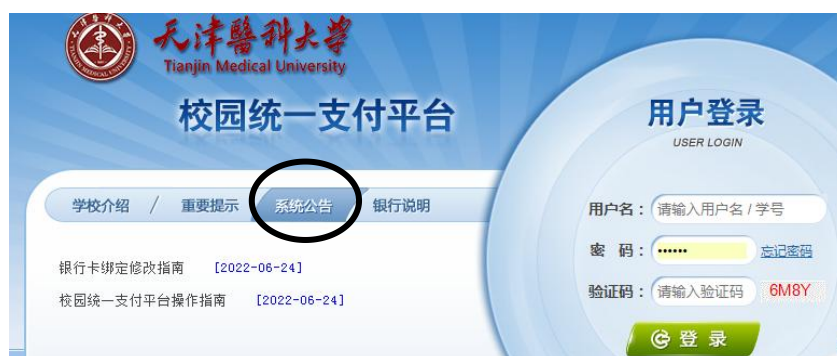 天津醫科大學
Tianjin Medical University
校园统一支付平台
学校介绍 / 重要提示 系统公告 银行说明
银行卡绑定修改指南 [2022-06-24]
校园统一支付平台操作指南 [2022-06-24]
用户登录
USER LOGIN
用户名： 请输入用户名 / 学号
密 码： •••••• 忘记密码
验证码： 请输入验证码 6M8Y
登 录